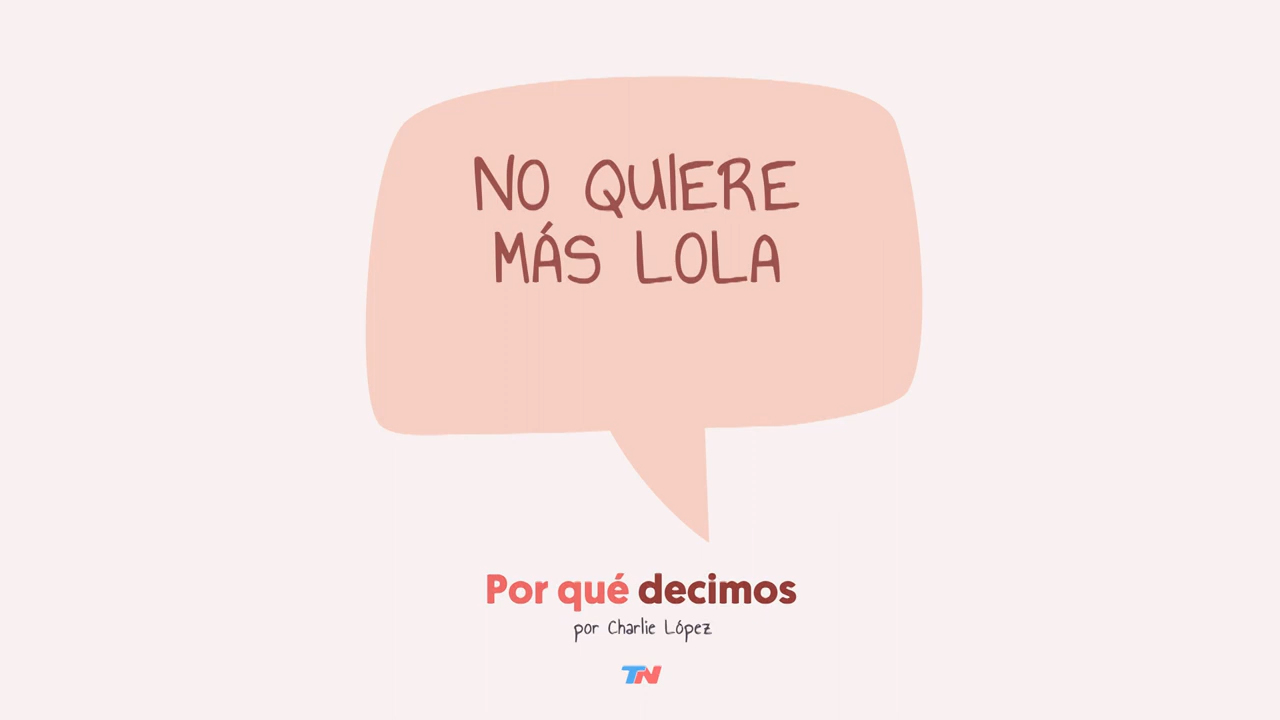 NO QUIERE
MÁS LOLA
Por qué decimos
por Charlie López
TN